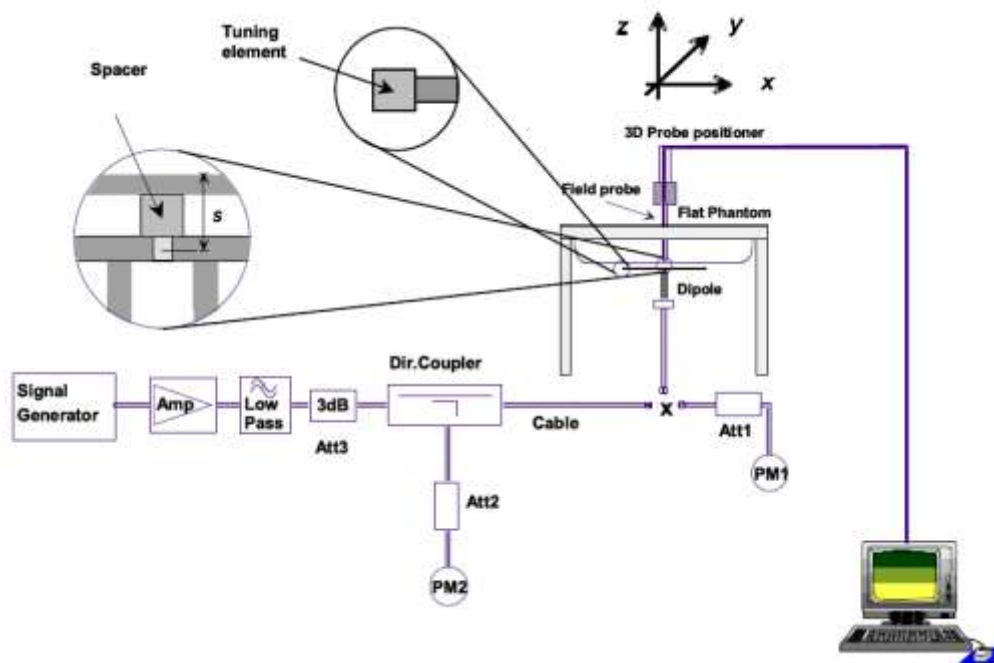 Tuning
element
Spacer
s
z
y
x
3D Probe positioner
Field probe
Flat Phantom
Dipole
Dir.Coupler
Signal
Generator
Amp
Low
Pass
3dB
Att3
Cable
x
Att1
PM1
Att2
PM2